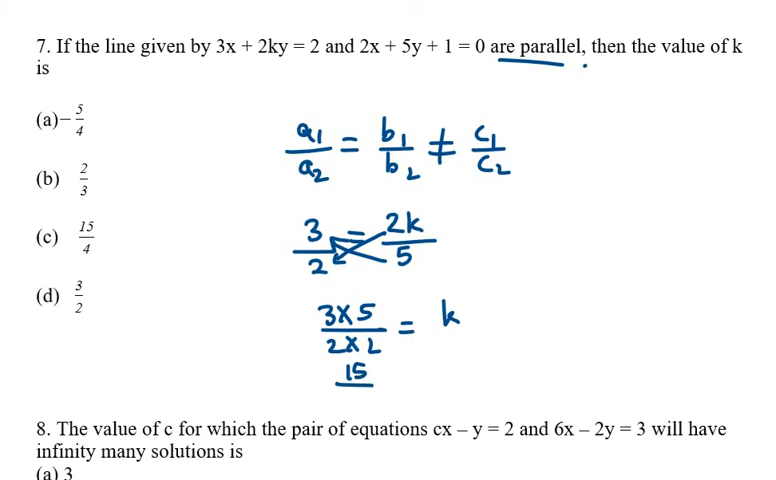 7. If the line given by 3x + 2ky = 2 and 2x + 5y + 1 = 0 are parallel, then the value of k
is
(a) −5/4
(b) 2/3
(c) 15/4
(d) 3/2
a1/a2 = b1/b2 ≠ c1/c2
3/2 = 2k/5
3×5/2×2 = k
15
8. The value of c for which the pair of equations cx – y = 2 and 6x – 2y = 3 will have
infinity many solutions is
(a) 3